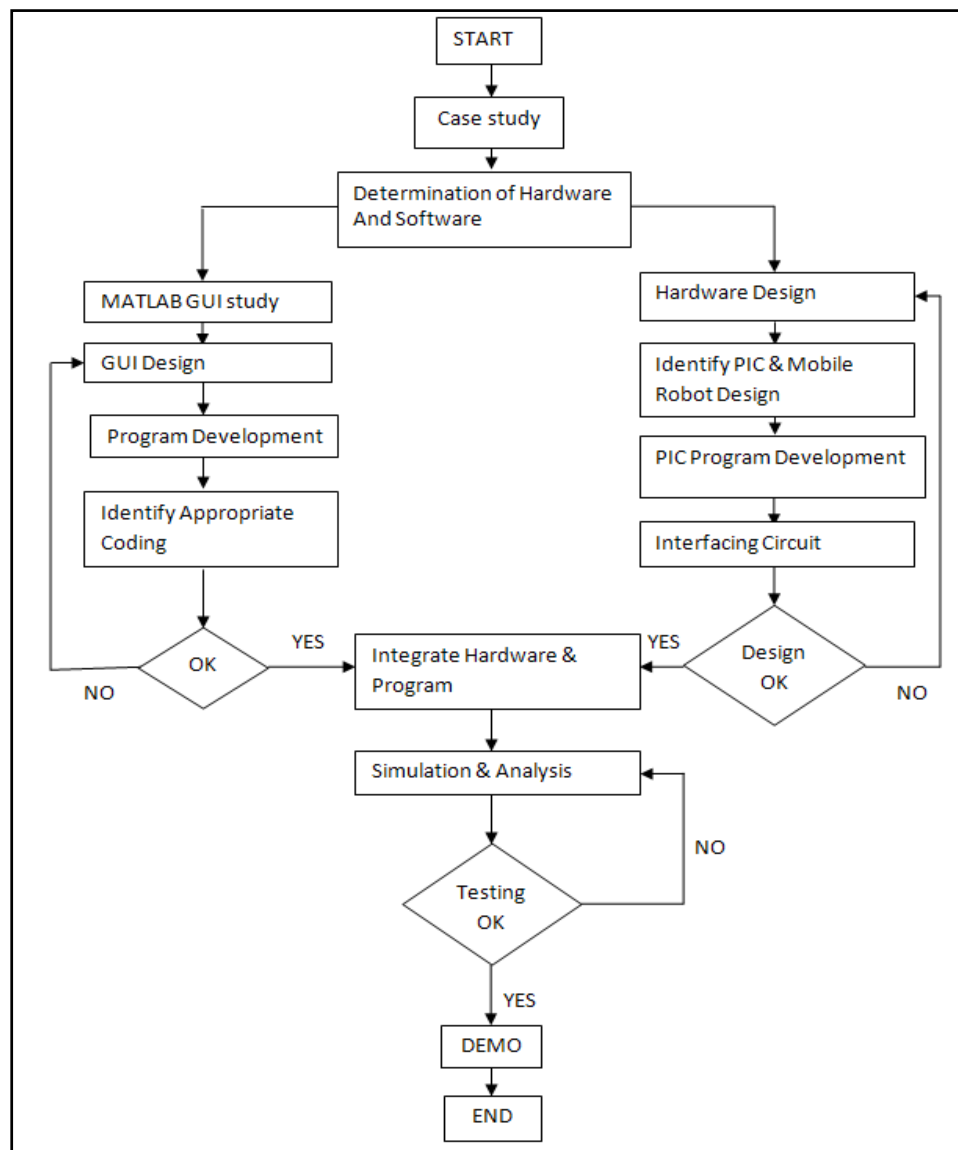 START
Case study
Determination of Hardware
And Software
MATLAB GUI study
GUI Design
Program Development
Identify Appropriate
Coding
OK
YES
NO
Hardware Design
Identify PIC & Mobile
Robot Design
PIC Program Development
Interfacing Circuit
Design
OK
YES
NO
Integrate Hardware &
Program
Simulation & Analysis
Testing
OK
NO
YES
DEMO
END